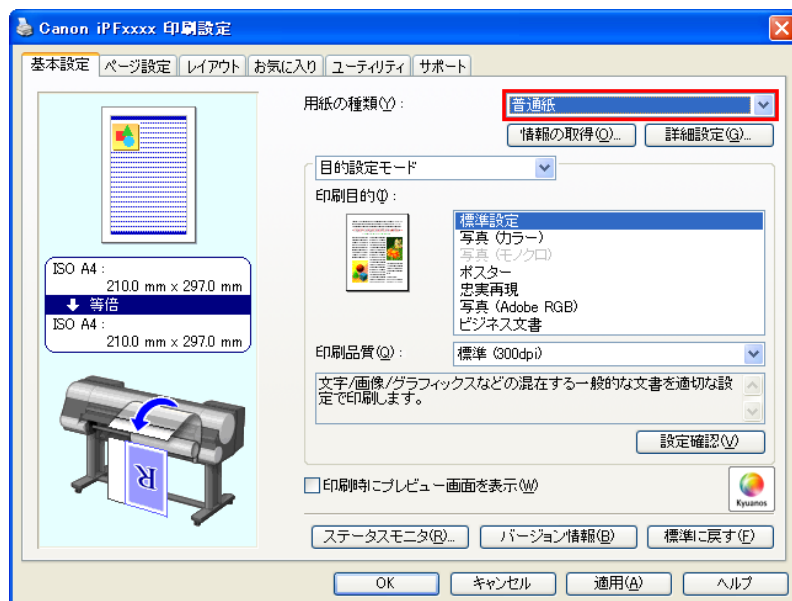 Canon iPFxxxx 印刷設定
基本設定 ページ設定 レイアウト お気に入り ユーティリティ サポート
用紙の種類(Y) :
普通紙
情報の取得(O)...
詳細設定(G)...
目的設定モード
印刷目的(I) :
標準設定
写真 (カラー)
写真 (モノクロ)
ポスター
忠実再現
写真 (Adobe RGB)
ビジネス文書
ISO A4 :
210.0 mm x 297.0 mm
等倍
ISO A4 :
210.0 mm x 297.0 mm
印刷品質(Q) :
標準 (300dpi)
文字/画像/グラフィックスなどの混在する一般的な文書を適切な設
定で印刷します。
設定確認(V)
R
印刷時にプレビュー画面を表示(W)
Kyuanos
ステータスモニタ(R)...
バージョン情報(B)
標準に戻す(F)
OK
キャンセル
適用(A)
ヘルプ